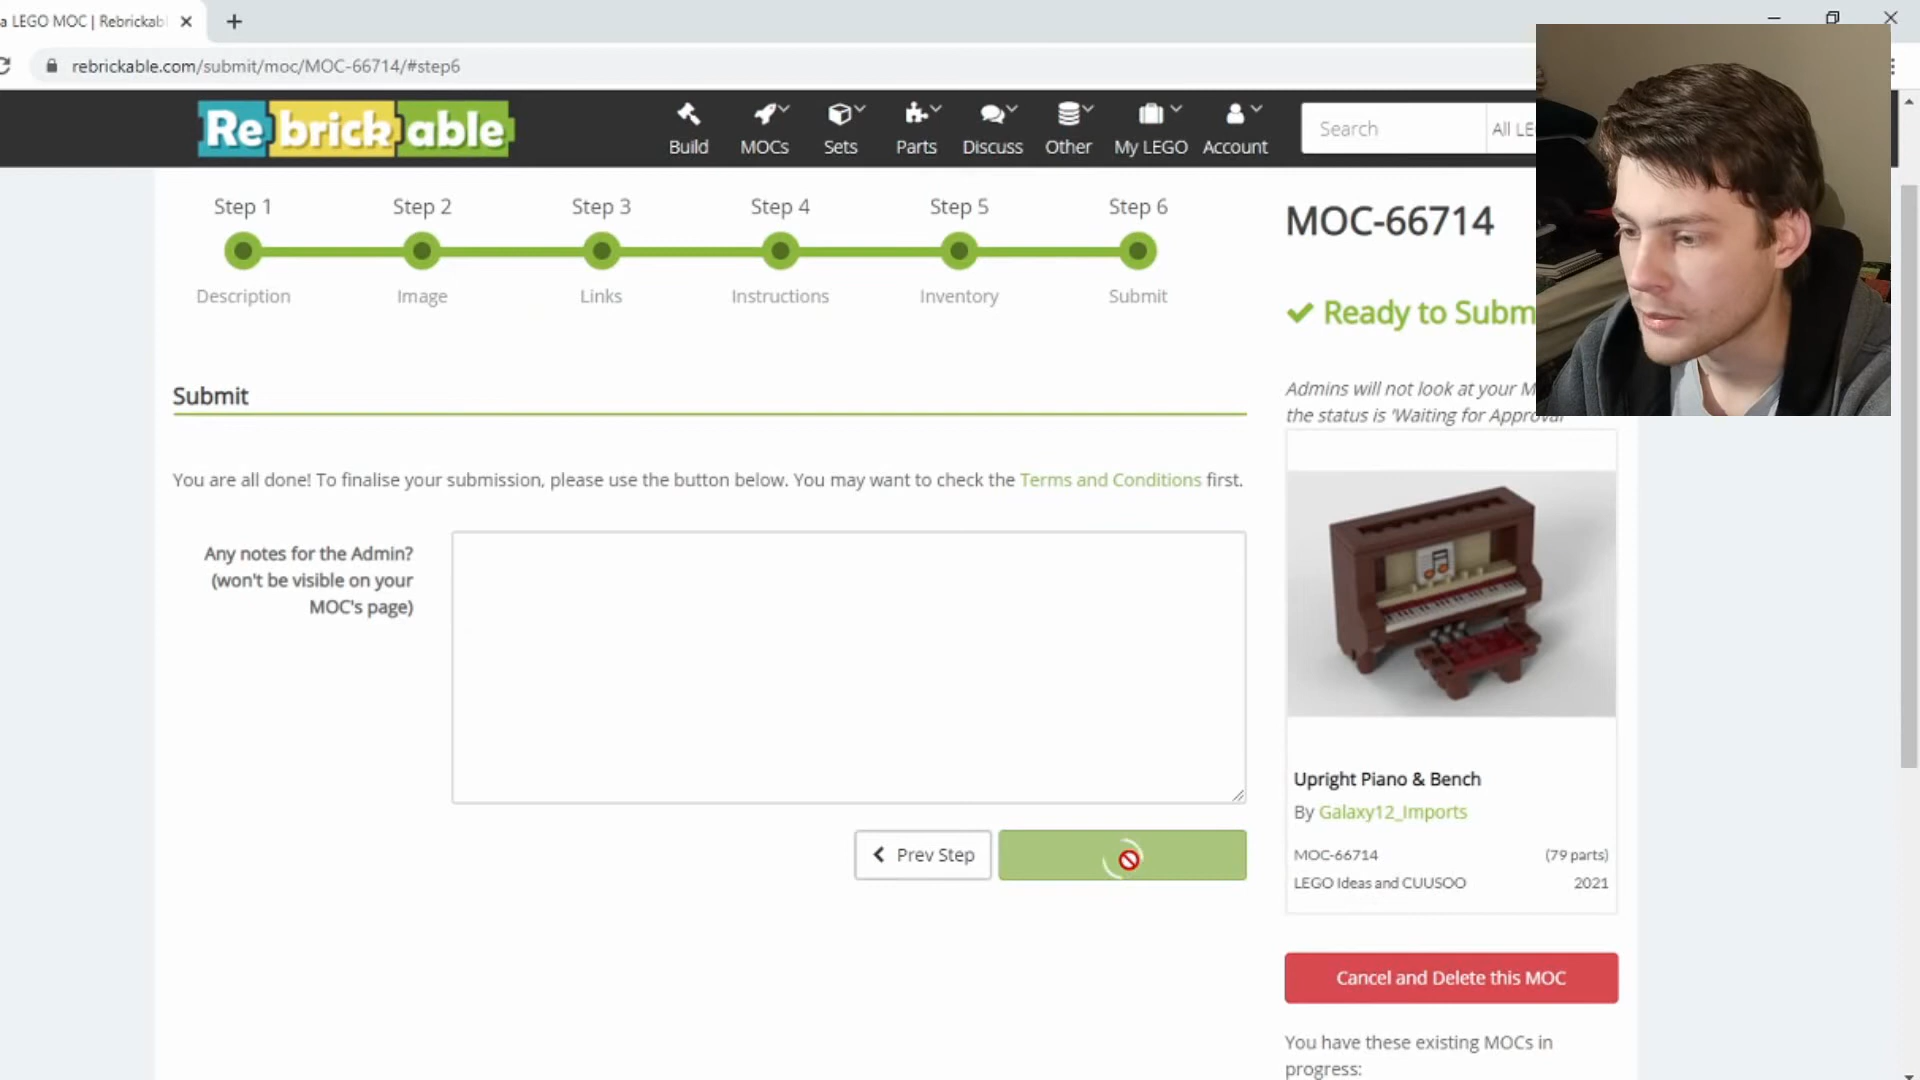 a LEGO MOC | Rebrickab
rebrickable.com/submit/moc/MOC-66714/#step6
Rebrickable
Build
MOCs
Sets
Parts
Discuss
Other
My LEGO
Account
Search
All LE
Step 1
Step 2
Step 3
Step 4
Step 5
Step 6
Description
Image
Links
Instructions
Inventory
Submit
MOC-66714
Ready to Subm
Admins will not look at your M
the status is 'Waiting for Approval
Submit
You are all done! To finalise your submission, please use the button below. You may want to check the Terms and Conditions first.
Any notes for the Admin?
(won't be visible on your
MOC's page)
Prev Step
Upright Piano & Bench
By Galaxy12_Imports
MOC-66714
(79 parts)
LEGO Ideas and CUUSOO
2021
Cancel and Delete this MOC
You have these existing MOCs in
progress: